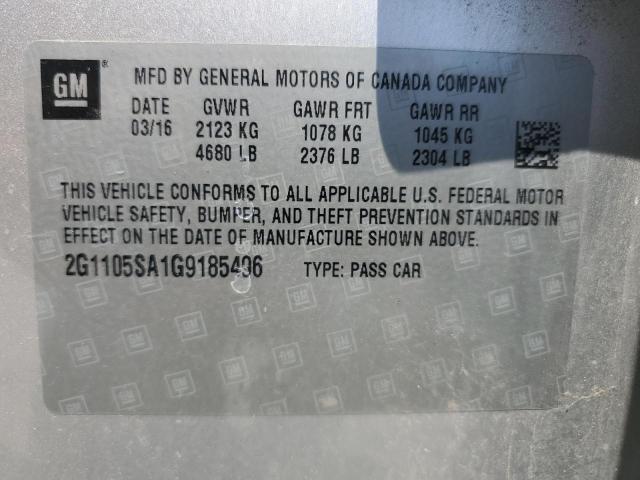 GM ® MFD BY GENERAL MOTORS OF CANADA COMPANY
DATE GVWR GAWR FRT GAWR RR
03/16 2123 KG 1078 KG 1045 KG
4680 LB 2376 LB 2304 LB
THIS VEHICLE CONFORMS TO ALL APPLICABLE U.S. FEDERAL MOTOR
VEHICLE SAFETY, BUMPER, AND THEFT PREVENTION STANDARDS IN
EFFECT ON THE DATE OF MANUFACTURE SHOWN ABOVE.
2G1105SA1G9185496 TYPE: PASS CAR